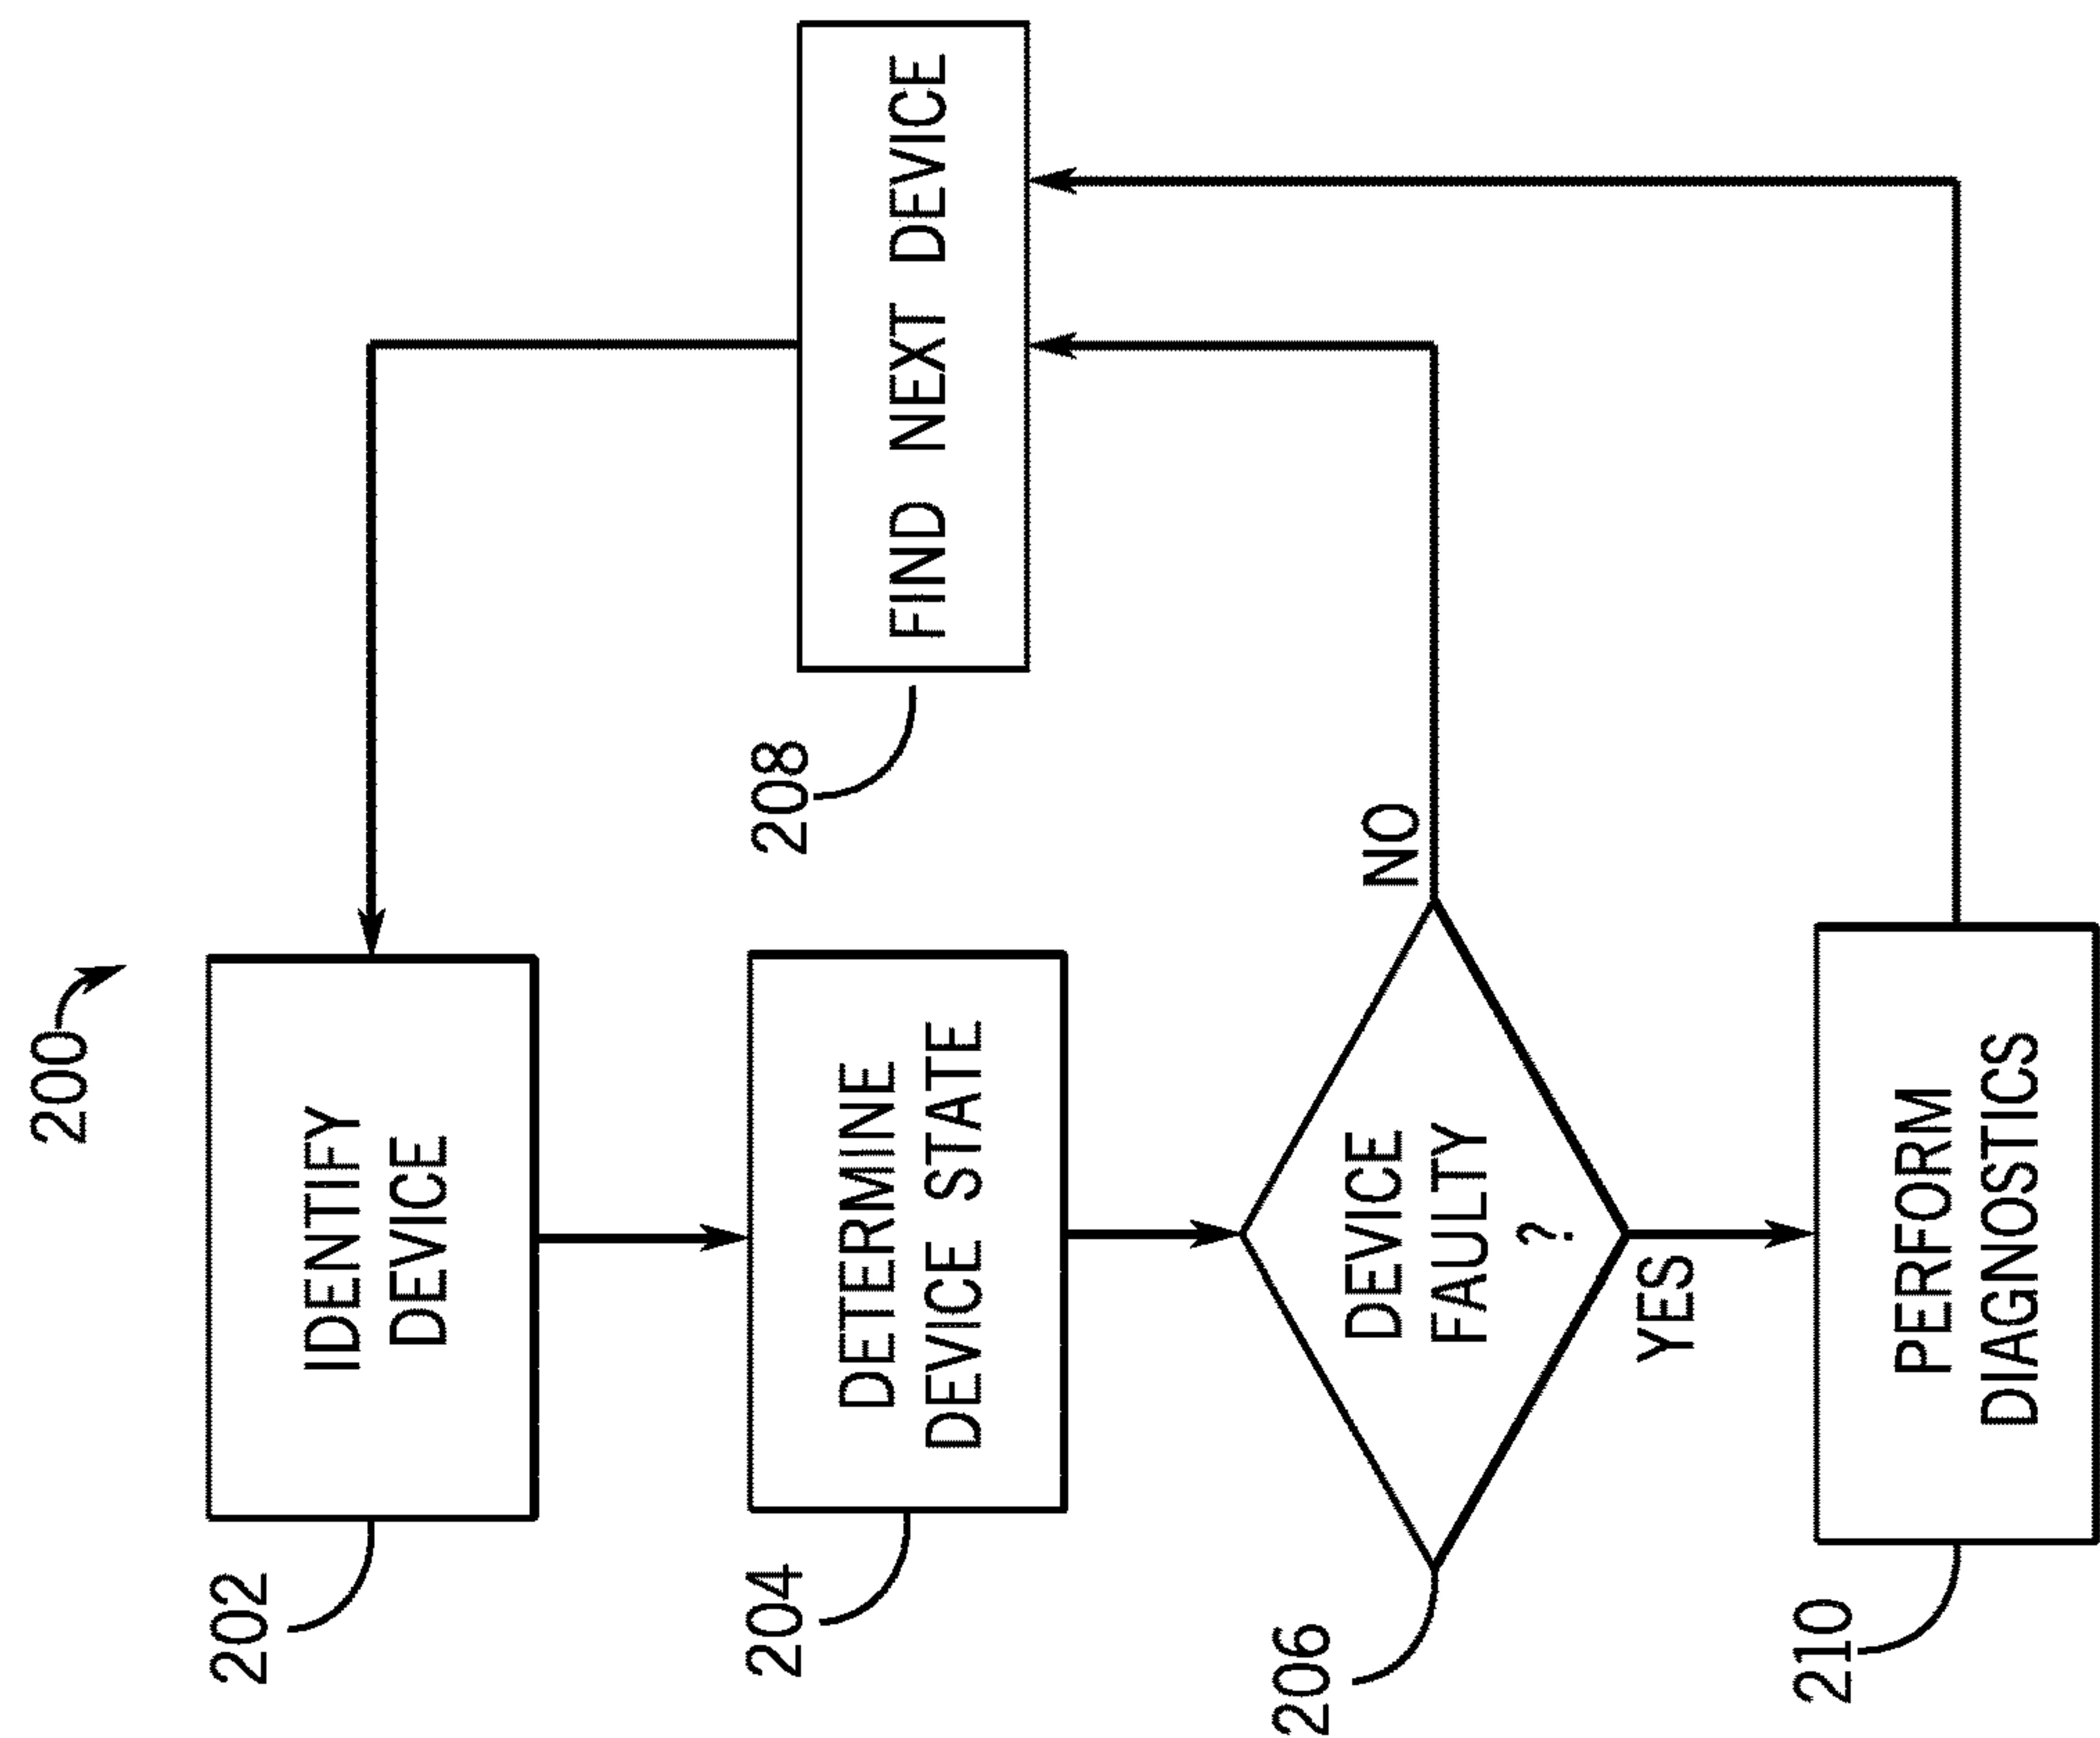 200
202
IDENTIFY
DEVICE
204
DETERMINE
DEVICE STATE
206
DEVICE
FAULTY
?
NO
YES
208
FIND NEXT DEVICE
210
PERFORM
DIAGNOSTICS